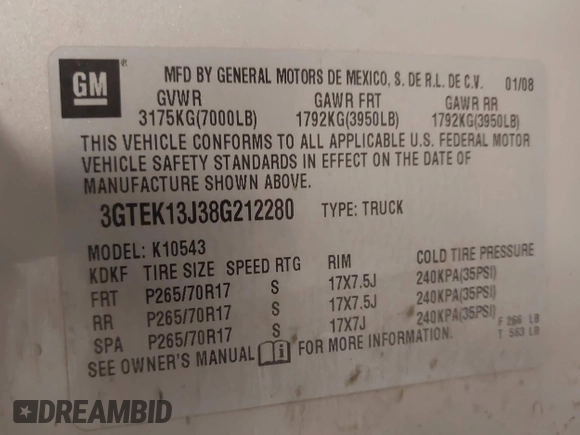 GM ® MFD BY GENERAL MOTORS DE MEXICO, S. DE R.L. DE C.V. 01/08
GVWR GAWR FRT GAWR RR
3175KG(7000LB) 1792KG(3950LB) 1792KG(3950LB)
THIS VEHICLE CONFORMS TO ALL APPLICABLE U.S. FEDERAL MOTOR
VEHICLE SAFETY STANDARDS IN EFFECT ON THE DATE OF
MANUFACTURE SHOWN ABOVE.
3GTEK13J38G212280 TYPE: TRUCK
MODEL: K10543
KDKF TIRE SIZE SPEED RTG RIM COLD TIRE PRESSURE
FRT P265/70R17 S 17X7.5J 240KPA(35PSI)
RR P265/70R17 S 17X7.5J 240KPA(35PSI)
SPA P265/70R17 S 17X7J 240KPA(35PSI)
F 266 LB
T 563 LB
SEE OWNER'S MANUAL i FOR MORE INFORMATION.
DREAMBID